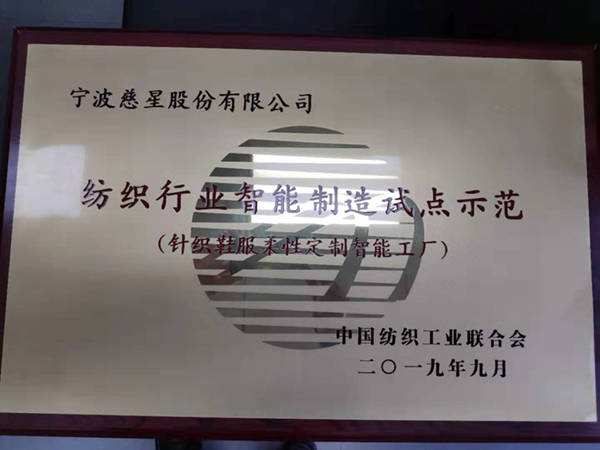 宁波慈星股份有限公司
纺织行业智能制造试点示范
(针织鞋服柔性定制智能工厂)
中国纺织工业联合会
二〇一九年九月